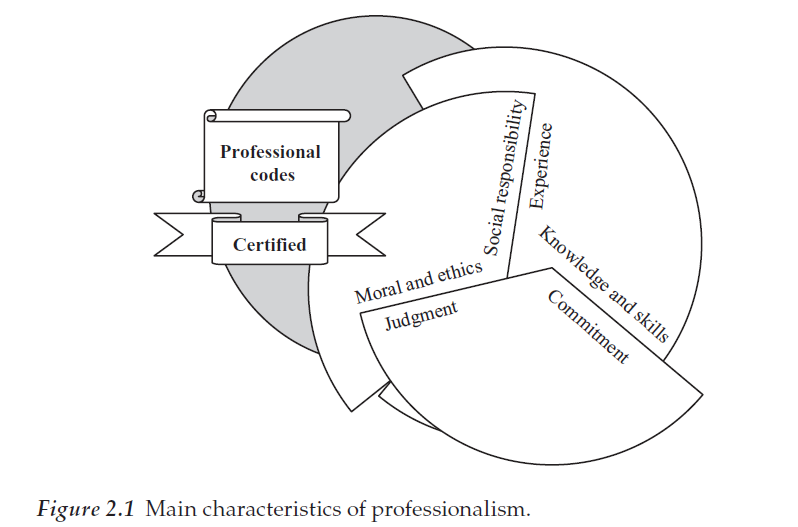 Professional
codes
Certified
Social responsibility
Experience
Knowledge and skills
Moral and ethics
Judgment
Commitment
Figure 2.1 Main characteristics of professionalism.